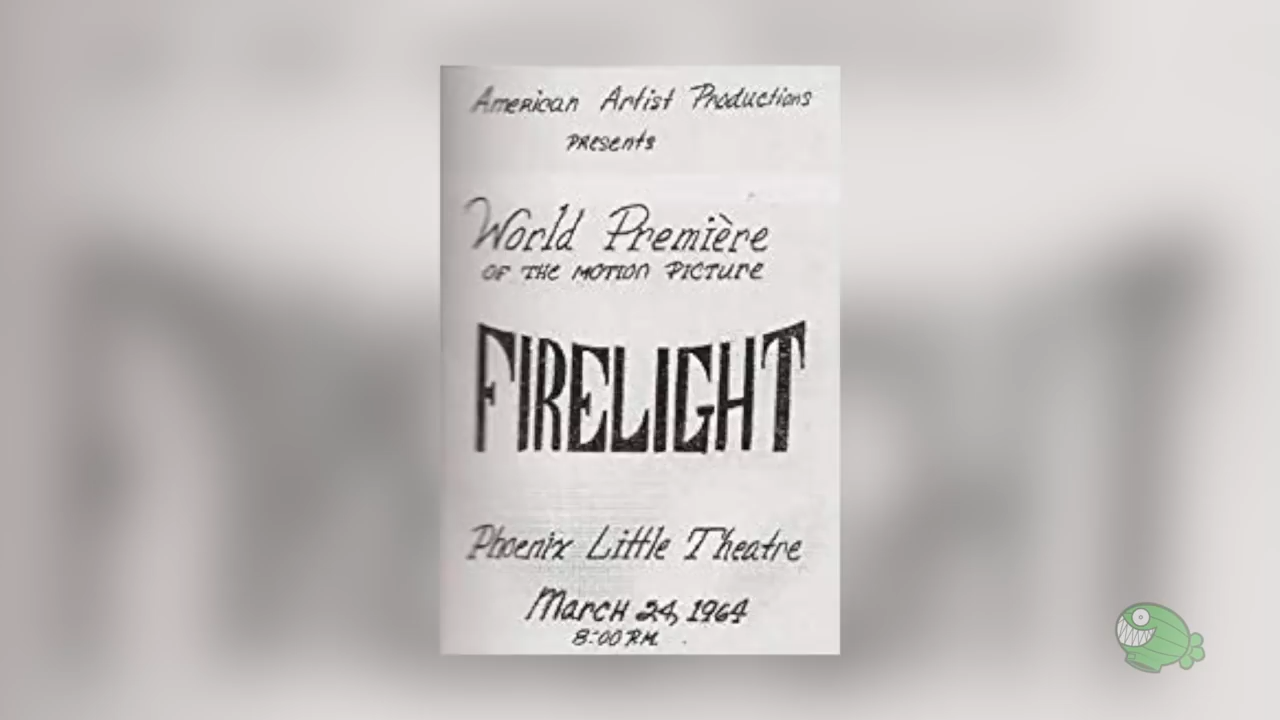 American Artist Productions
Presents
World Première
OF THE MOTION PICTURE
FIRELIGHT
Phoenix Little Theatre
March 24, 1964
8:00 P.M.